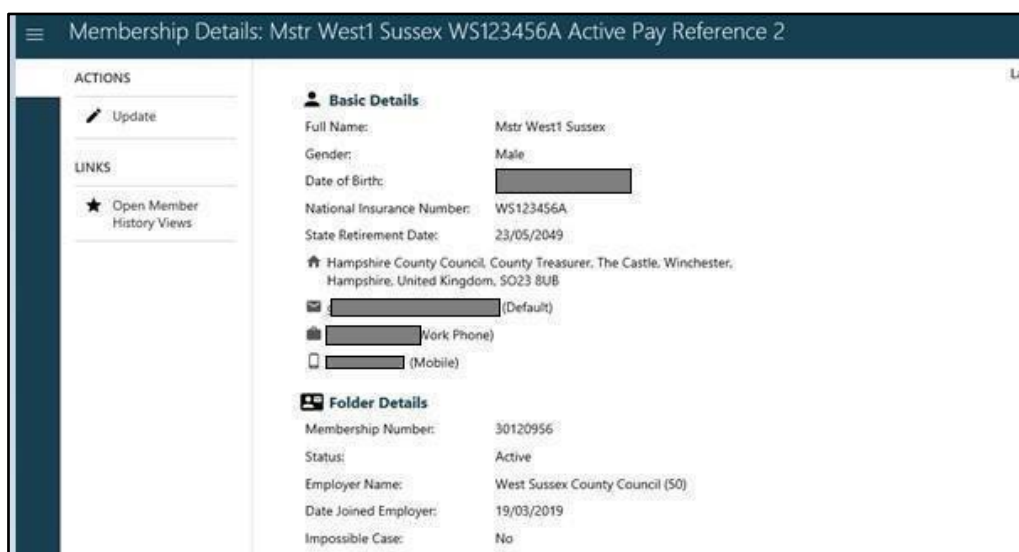 Membership Details: Mstr West1 Sussex WS123456A Active Pay Reference 2
ACTIONS
Update
LINKS
Open Member
History Views
Basic Details
Full Name: Mstr West1 Sussex
Gender: Male
Date of Birth:
National Insurance Number: WS123456A
State Retirement Date: 23/05/2049
Hampshire County Council, County Treasurer, The Castle, Winchester,
Hampshire, United Kingdom, SO23 8UB
(Default)
Work Phone)
(Mobile)
Folder Details
Membership Number: 30120956
Status: Active
Employer Name: West Sussex County Council (50)
Date Joined Employer: 19/03/2019
Impossible Case: No